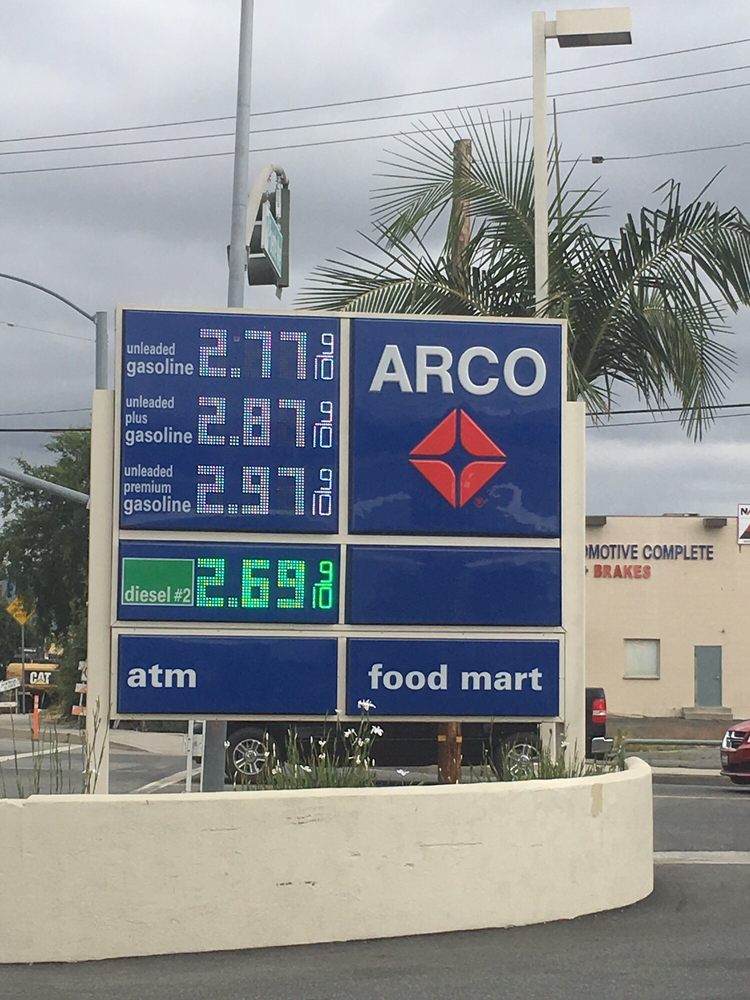 unleaded
gasoline 2.77 9/10
unleaded
plus
gasoline 2.87 9/10
unleaded
premium
gasoline 2.97 9/10
diesel #2 2.69 9/10
ARCO
atm
food mart
OMOTIVE COMPLETE
BRAKES
CAT